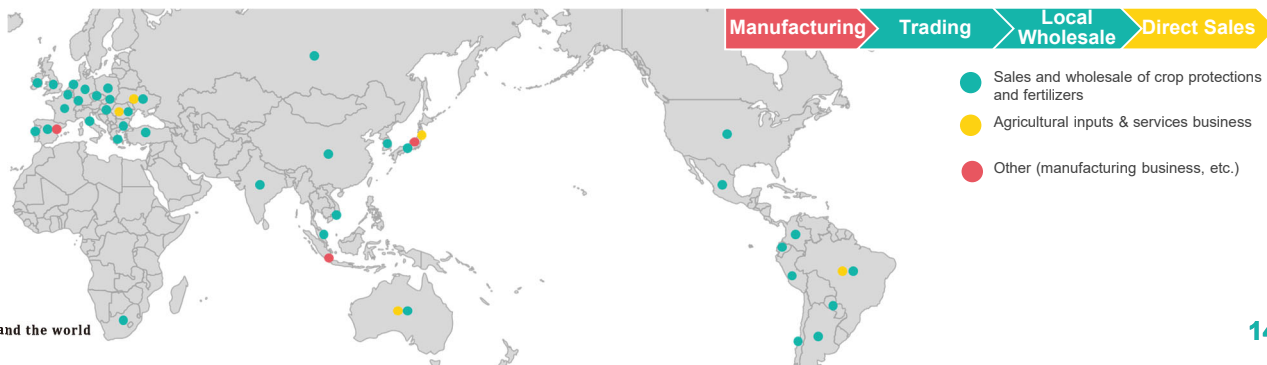 Manufacturing
Trading
Local
Wholesale
Direct Sales
Sales and wholesale of crop protections
and fertilizers
Agricultural inputs & services business
Other (manufacturing business, etc.)
and the world
14